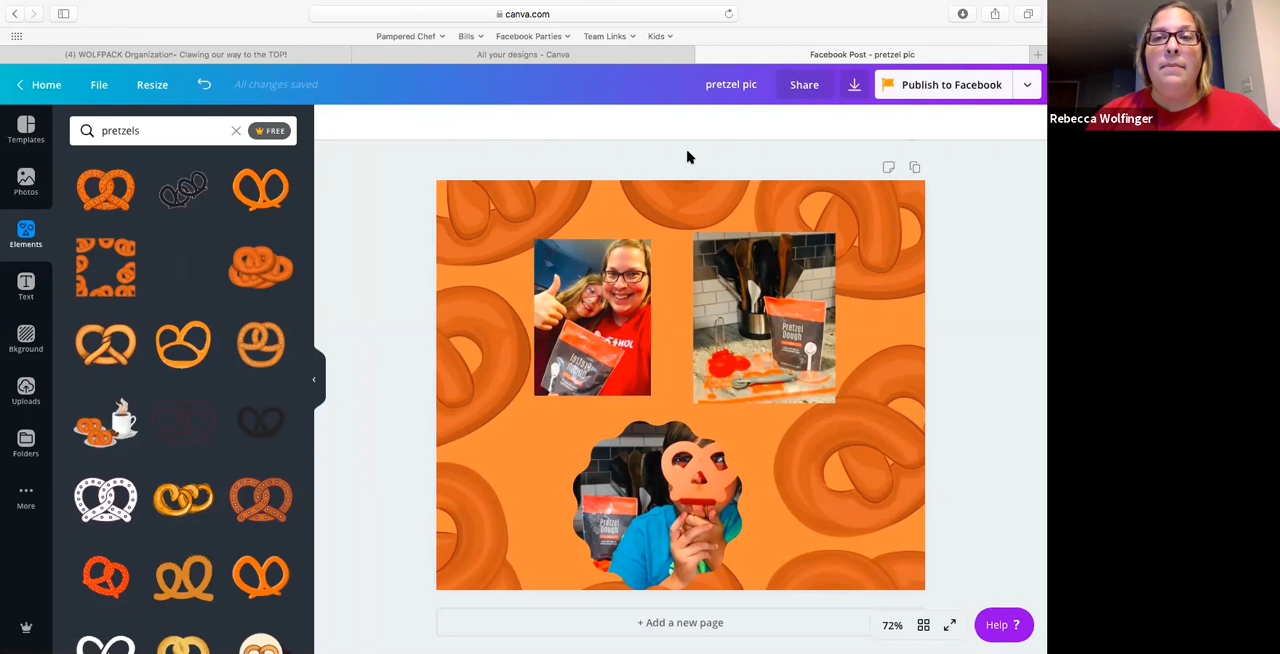 canva.com
Pampered Chef Bills Facebook Parties Team Links Kids
(4) WOLFPACK Organization- Clawing our way to the TOP! All your designs - Canva Facebook Post - pretzel pic
Home File Resize All changes saved pretzel pic Share Publish to Facebook
Rebecca Wolfinger
pretzels FREE
Templates
Photos
Elements
Text
Bkground
Uploads
Folders
More
Pretzel
Dough
Pretzel
Dough
+ Add a new page
72%
Help ?